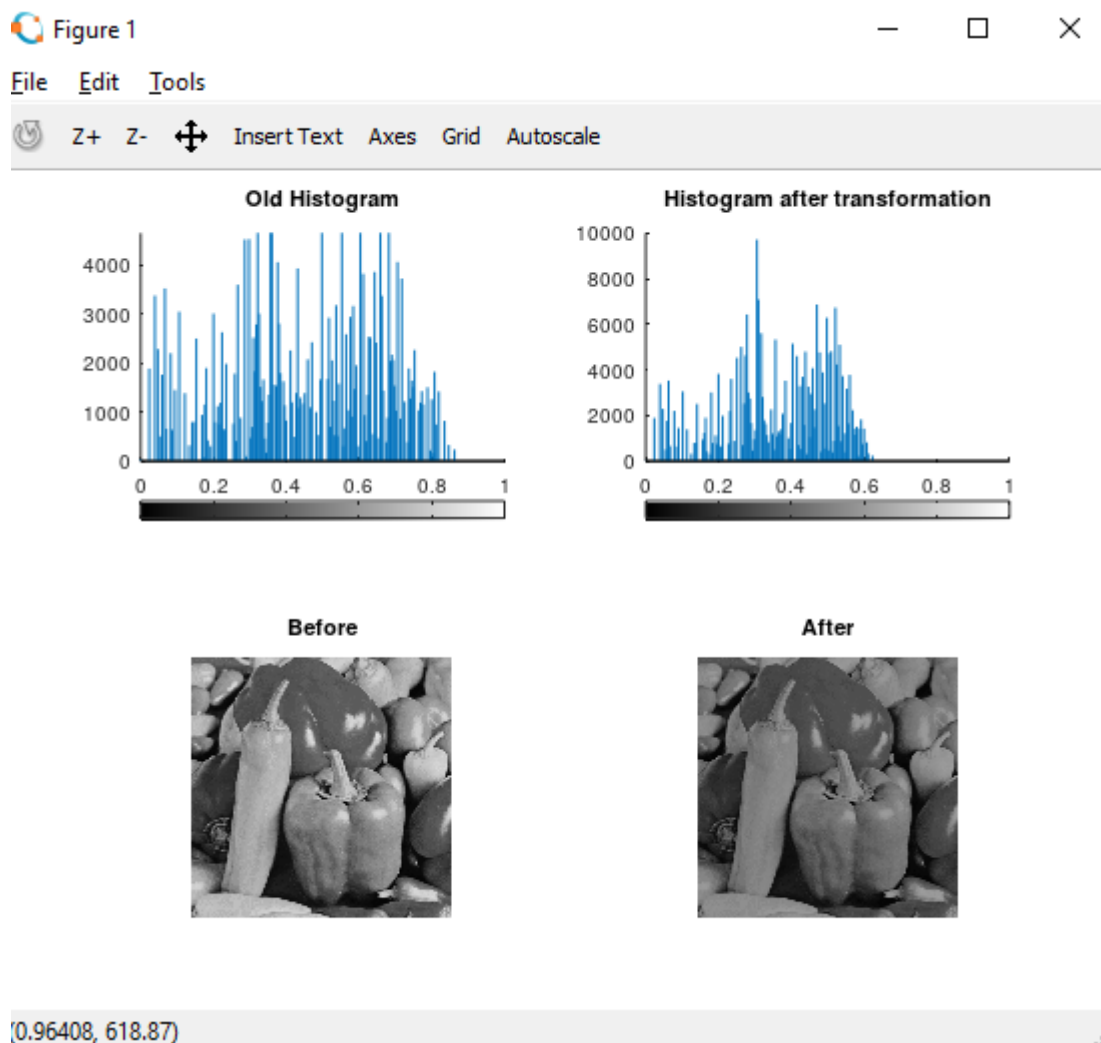 Figure 1
File Edit Tools
Z+ Z- Insert Text Axes Grid Autoscale
Old Histogram
4000
3000
2000
1000
0
0 0.2 0.4 0.6 0.8 1
Histogram after transformation
10000
8000
6000
4000
2000
0
0 0.2 0.4 0.6 0.8 1
Before
After
(0.96408, 618.87)